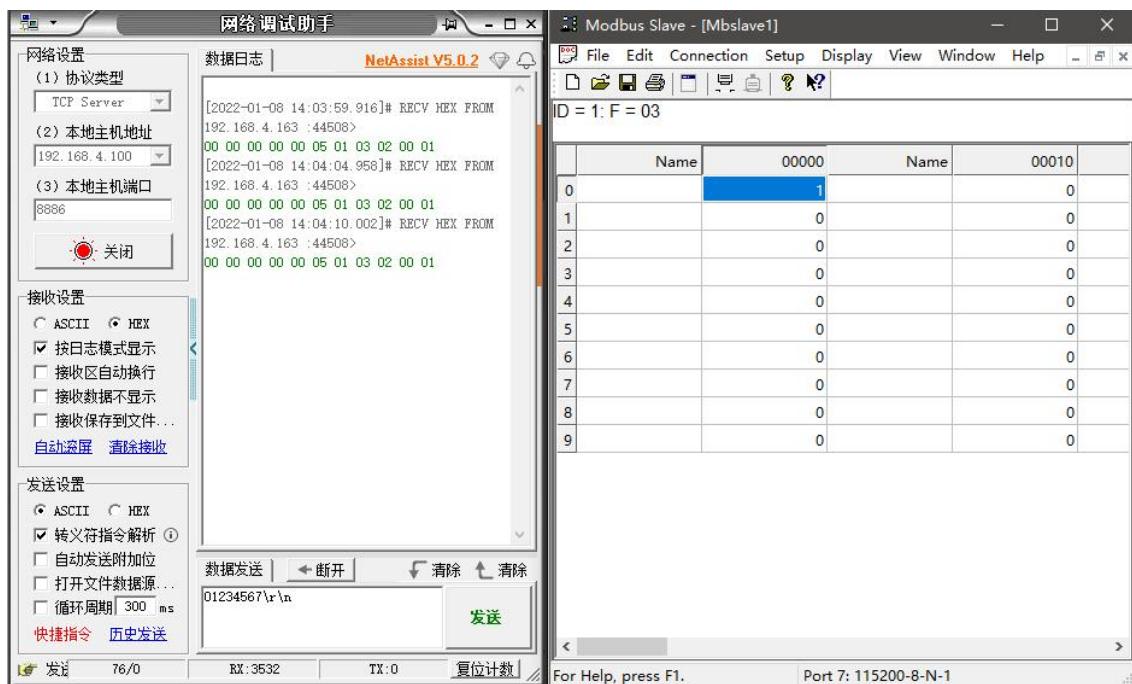 网络调试助手
网络设置
(1) 协议类型
TCP Server
(2) 本地主机地址
192.168.4.100
(3) 本地主机端口
8886
关闭
接收设置
ASCII HEX
按日志模式显示
接收区自动换行
接收数据不显示
接收保存到文件...
自动滚屏 清除接收
发送设置
ASCII HEX
转义符指令解析
自动发送附加位
打开文件数据源...
循环周期 300 ms
快捷指令 历史发送
数据日志 NetAssist V5.0.2
[2022-01-08 14:03:59.916]# RECV HEX FROM
192.168.4.163 :44508>
00 00 00 00 00 05 01 03 02 00 01
[2022-01-08 14:04:04.958]# RECV HEX FROM
192.168.4.163 :44508>
00 00 00 00 00 05 01 03 02 00 01
[2022-01-08 14:04:10.002]# RECV HEX FROM
192.168.4.163 :44508>
00 00 00 00 00 05 01 03 02 00 01
数据发送 断开 清除 清除
01234567\r\n
发送
76/0 RX:3532 TX:0 复位计数
Modbus Slave - [Mbslave1]
File Edit Connection Setup Display View Window Help
ID = 1: F = 03
Name 00000 Name 00010
0 1 0
1 0 0
2 0 0
3 0 0
4 0 0
5 0 0
6 0 0
7 0 0
8 0 0
9 0 0
For Help, press F1. Port 7: 115200-8-N-1